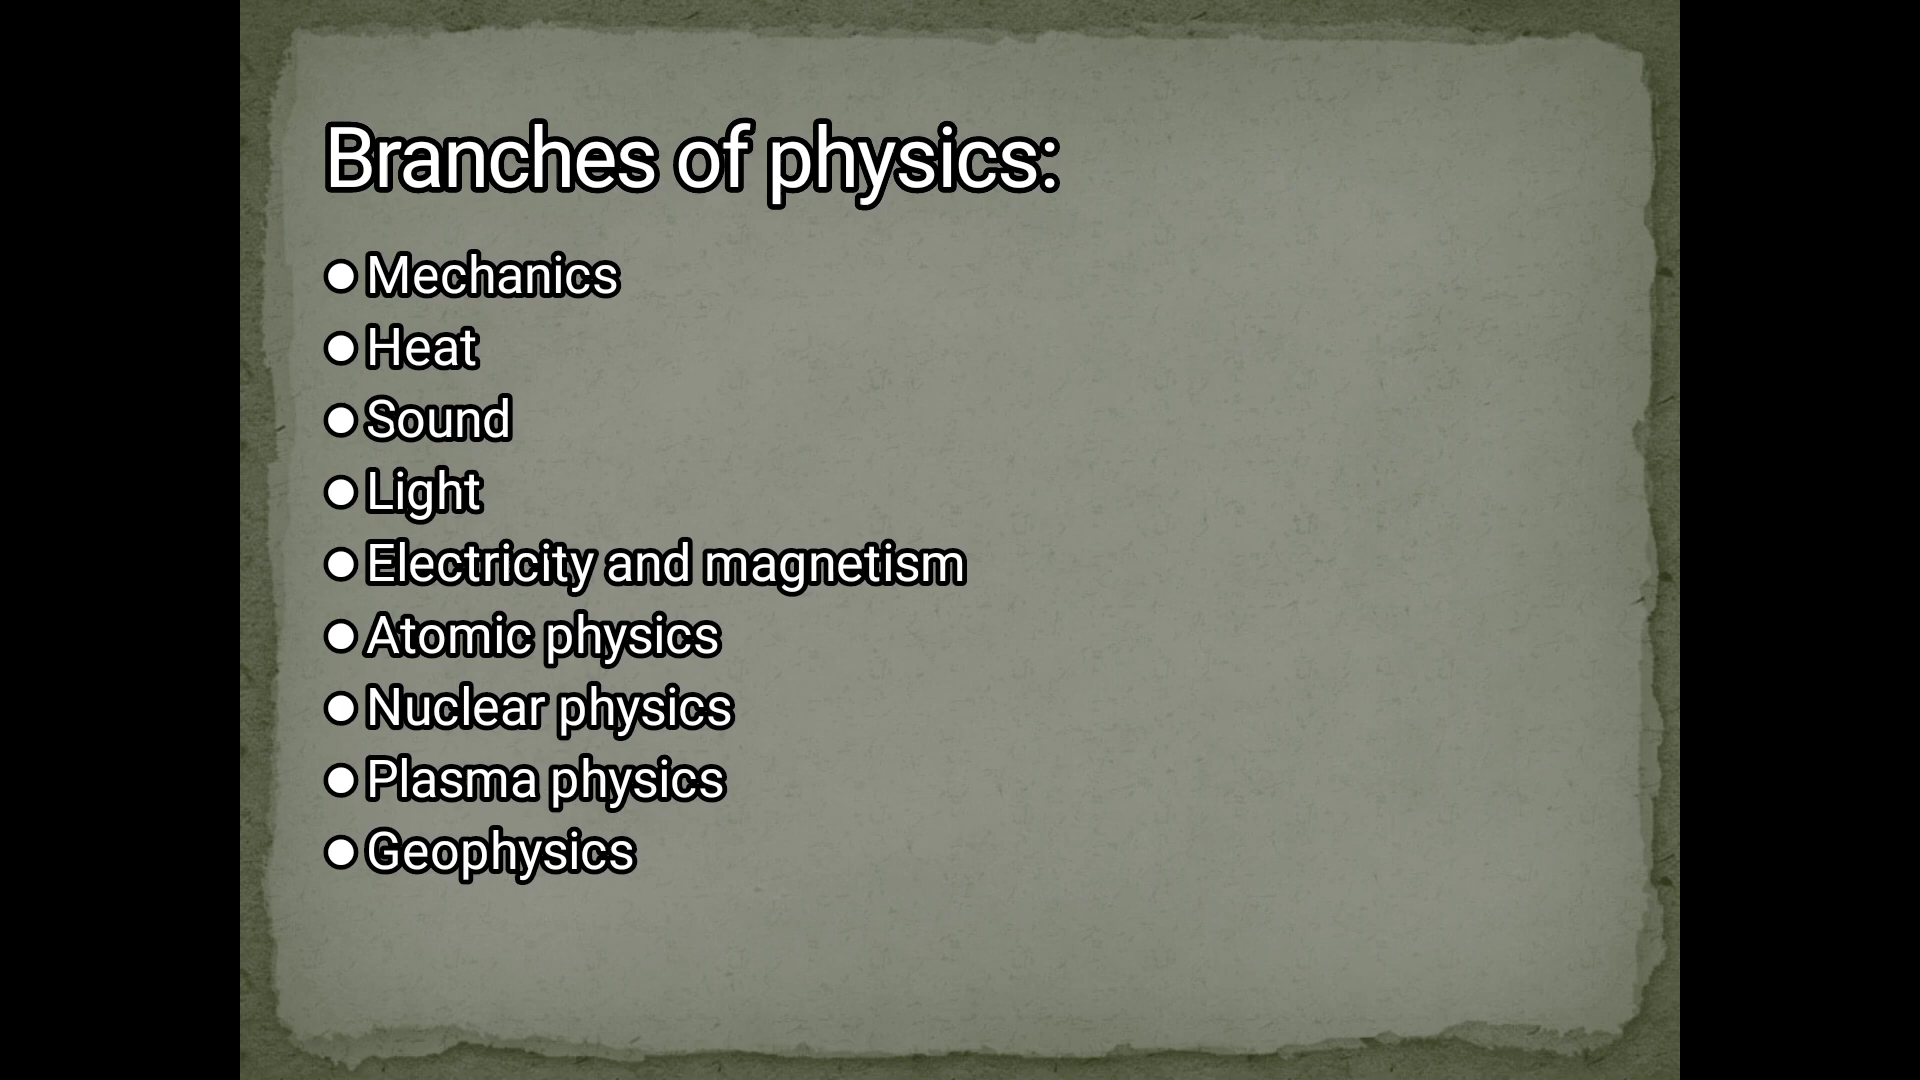 Branches of physics:
● Mechanics
● Heat
● Sound
● Light
● Electricity and magnetism
● Atomic physics
● Nuclear physics
● Plasma physics
● Geophysics